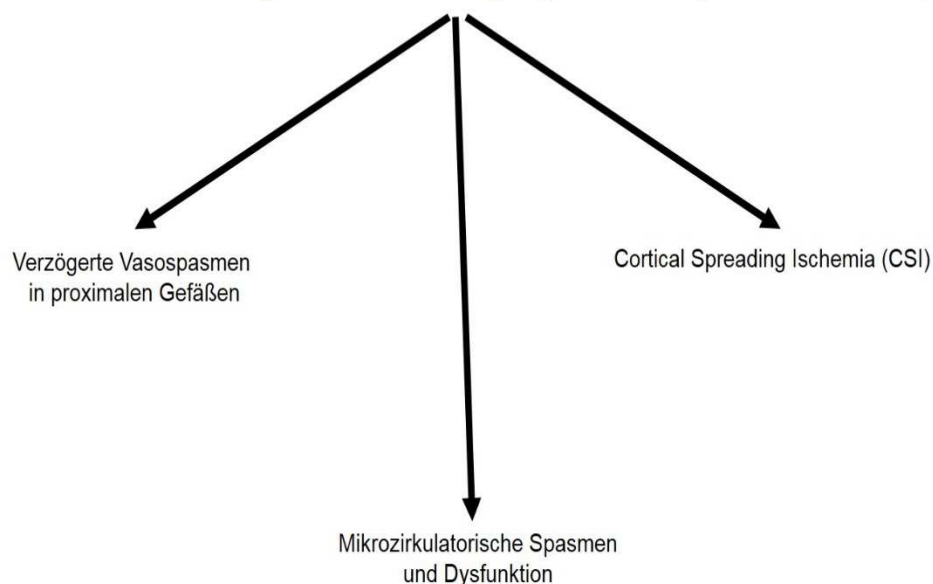 Verzögerte Vasospasmen
in proximalen Gefäßen
Cortical Spreading Ischemia (CSI)
Mikrozirkulatorische Spasmen
und Dysfunktion